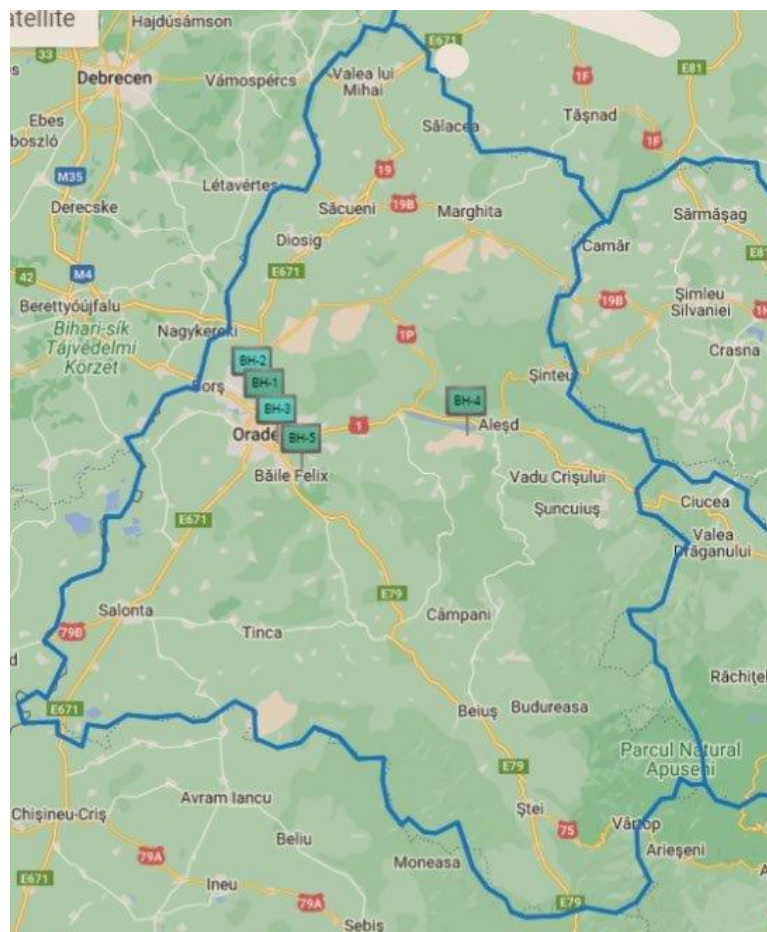 atellite
Hajdúsámson
E671
33
Debrecen
Vámospércs
Valea lui
Mihai
1F
E81
Ebes
boszló
Sălacea
Tășnad
1F
M35
Létavértes
19
Derecske
Săcueni
19B
Marghita
Sărmășag
Diosig
Camăr
E81
42
M4
E671
Berettyóújfalu
19B
Șimleu
Silvaniei
Bihari-sík
Tájvédelmi
Körzet
Nagykereki
1P
Crasna
BH-2
BH-1
Borș
Șinteu
BH-3
BH-4
Orade
BH-5
1
Aleșd
Băile Felix
Vadu Crișului
Șuncuiuș
Ciucea
E671
Valea
Drăganului
E79
Salonta
Câmpani
79B
Tinca
Răchițel
E671
Beiuș
Budureasa
Parcul Natural
Apuseni
E79
Avram Iancu
Chișineu-Criș
Ștei
75
Vârtop
Beliu
Arieșeni
79A
Moneasa
E671
Ineu
79A
E79
Sebiș